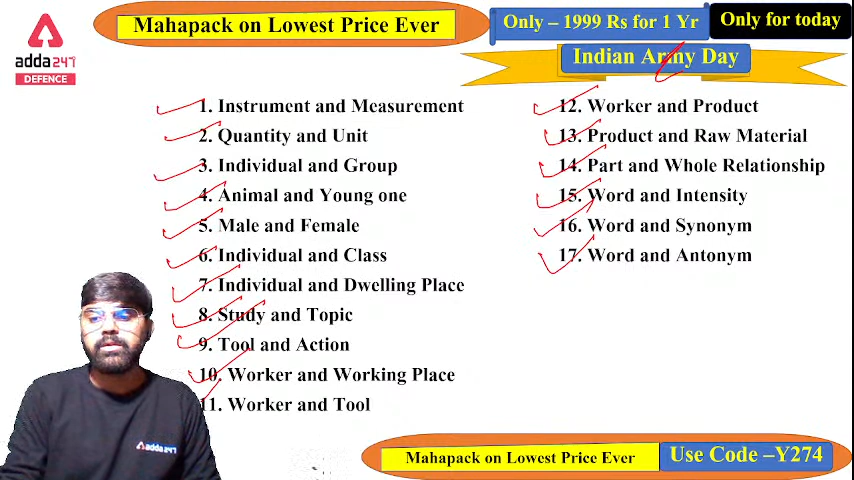 Mahapack on Lowest Price Ever
Only – 1999 Rs for 1 Yr
Only for today
adda247
DEFENCE
Indian Army Day
1. Instrument and Measurement
2. Quantity and Unit
3. Individual and Group
4. Animal and Young one
5. Male and Female
6. Individual and Class
7. Individual and Dwelling Place
8. Study and Topic
9. Tool and Action
10. Worker and Working Place
11. Worker and Tool
12. Worker and Product
13. Product and Raw Material
14. Part and Whole Relationship
15. Word and Intensity
16. Word and Synonym
17. Word and Antonym
adda247
Mahapack on Lowest Price Ever
Use Code –Y274